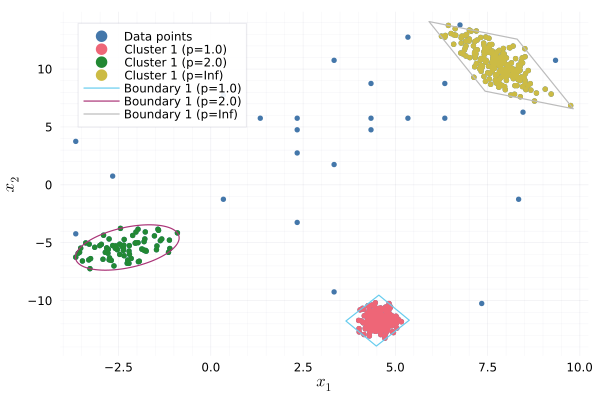 Data points
Cluster 1 (p=1.0)
Cluster 1 (p=2.0)
Cluster 1 (p=Inf)
Boundary 1 (p=1.0)
Boundary 1 (p=2.0)
Boundary 1 (p=Inf)
10
5
0
−5
−10
x₂
−2.5 0.0 2.5 5.0 7.5 10.0
x₁